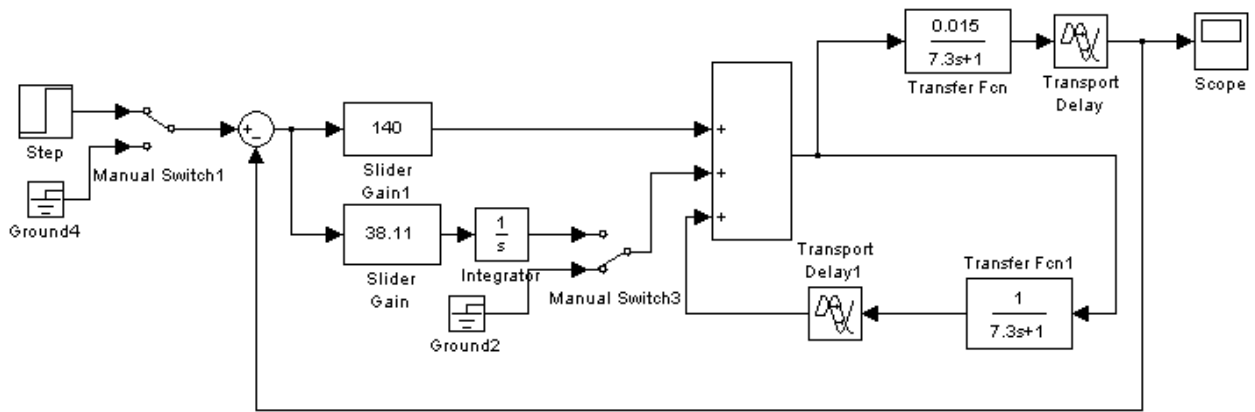 0.015
7.3s+1
Transfer Fcn
Transport
Delay
Scope
Step
Manual Switch1
Ground4
+
−
140
Slider
Gain1
38.11
Slider
Gain
1
s
Integrator
Ground2
Manual Switch3
+
+
+
Transport
Delay1
Transfer Fcn1
1
7.3s+1